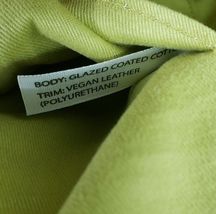 BODY: GLAZED COATED COTT
TRIM: VEGAN LEATHER
(POLYURETHANE)